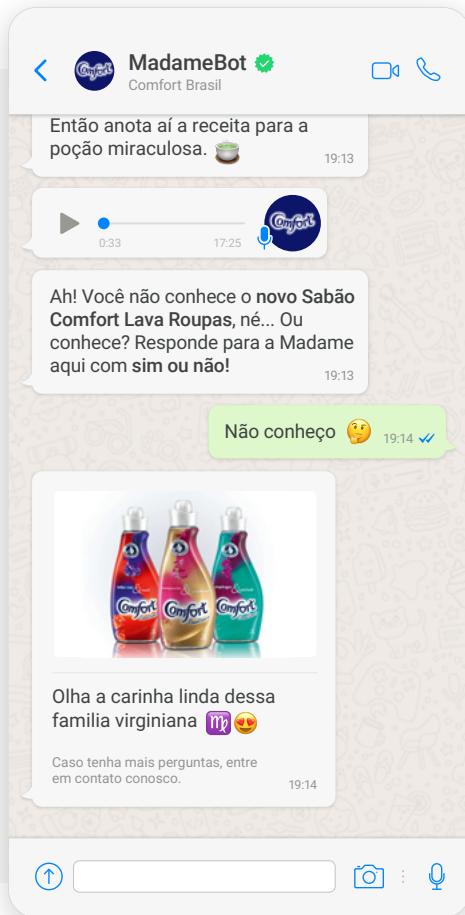 MadameBot
Comfort Brasil
Então anota aí a receita para a
poção miraculosa. 🍵
19:13
Comfort
0:33
17:25
Comfort
Ah! Você não conhece o novo Sabão
Comfort Lava Roupas, né... Ou
conhece? Responde para a Madame
aqui com sim ou não!
19:13
Não conheço 🤔
19:14
Comfort
Comfort
Comfort
Olha a carinha linda dessa
familia virginiana ♍😍
Caso tenha mais perguntas, entre
em contato conosco.
19:14